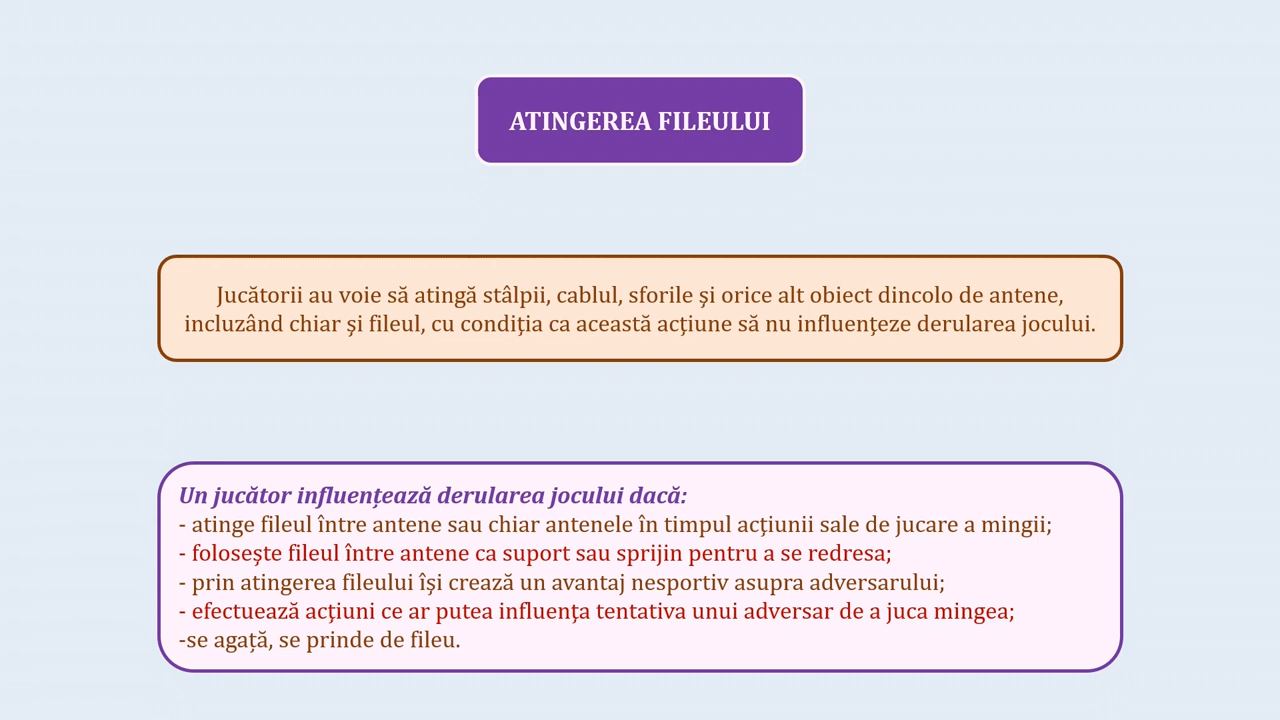 ATINGEREA FILEULUI
Jucătorii au voie să atingă stâlpii, cablul, sforile şi orice alt obiect dincolo de antene,
incluzând chiar şi fileul, cu condiţia ca această acţiune să nu influenţeze derularea jocului.
Un jucător influenţează derularea jocului dacă:
- atinge fileul între antene sau chiar antenele în timpul acţiunii sale de jucare a mingii;
- foloseşte fileul între antene ca suport sau sprijin pentru a se redresa;
- prin atingerea fileului îşi crează un avantaj nesportiv asupra adversarului;
- efectuează acţiuni ce ar putea influenţa tentativa unui adversar de a juca mingea;
-se agaţă, se prinde de fileu.